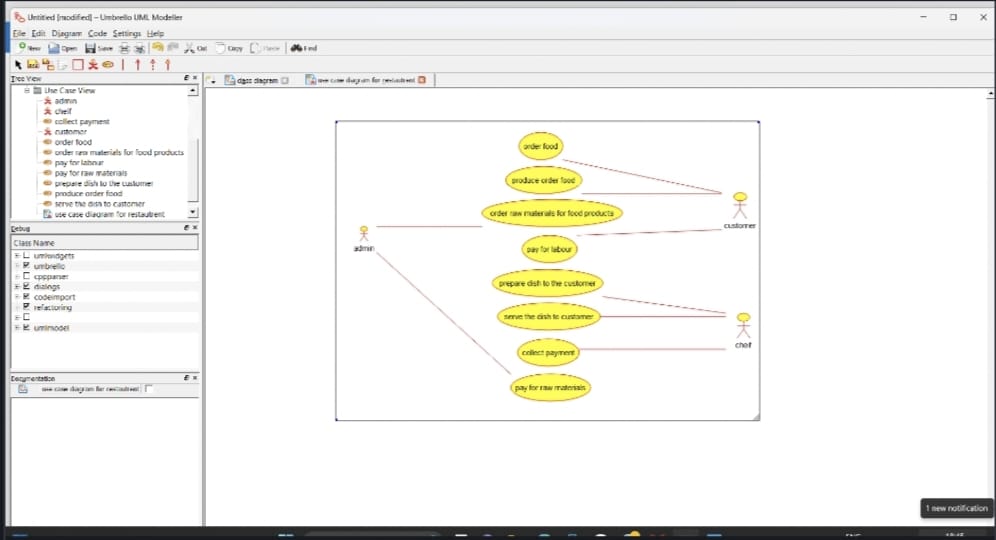 Untitled [modified] – Umbrello UML Modeller
File Edit Diagram Code Settings Help
New Open Save Cut Copy Paste Find
Tree View
class diagram use case diagram for restautrent
Use Case View
admin
chelf
collect payment
customer
order food
order raw materials for food products
pay for labour
pay for raw materials
prepare dish to the customer
produce order food
serve the dish to customer
use case diagram for restautrent
Debug
Class Name
umlwidgets
umbrello
cppparser
dialogs
codeimport
refactoring
umlmodel
Documentation
use case diagram for restautrent
order food
produce order food
order raw materials for food products
customer
admin
pay for labour
prepare dish to the customer
serve the dish to customer
chelf
collect payment
pay for raw materials
1 new notification